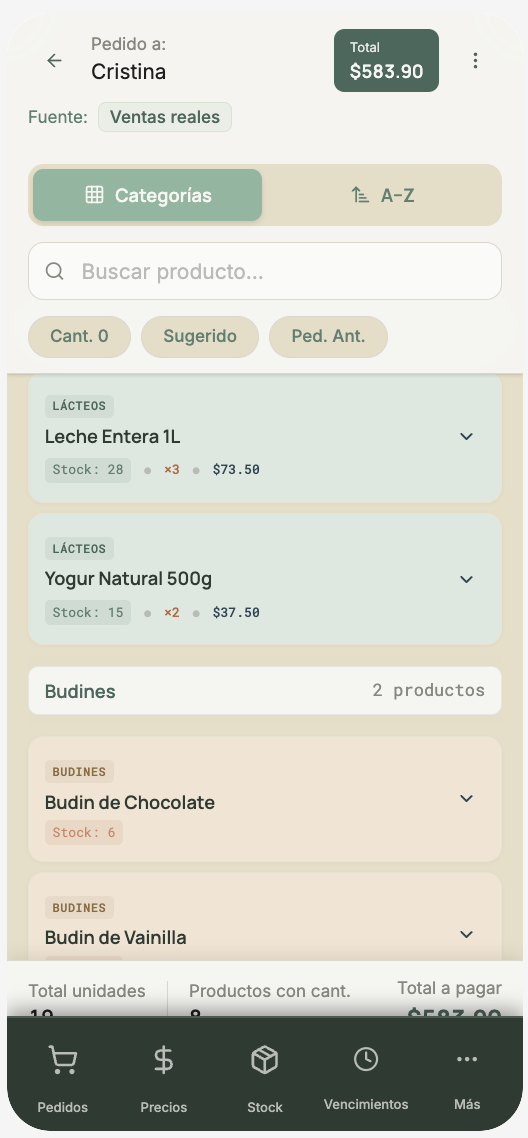 Pedido a:
Cristina
Total
$583.90
Fuente: Ventas reales
Categorías
A–Z
Buscar producto...
Cant. 0
Sugerido
Ped. Ant.
LÁCTEOS
Leche Entera 1L
Stock: 28 ● ×3 ● $73.50
LÁCTEOS
Yogur Natural 500g
Stock: 15 ● ×2 ● $37.50
Budines
2 productos
BUDINES
Budin de Chocolate
Stock: 6
BUDINES
Budin de Vainilla
Total unidades
Productos con cant.
Total a pagar
$583.90
Pedidos
Precios
Stock
Vencimientos
Más